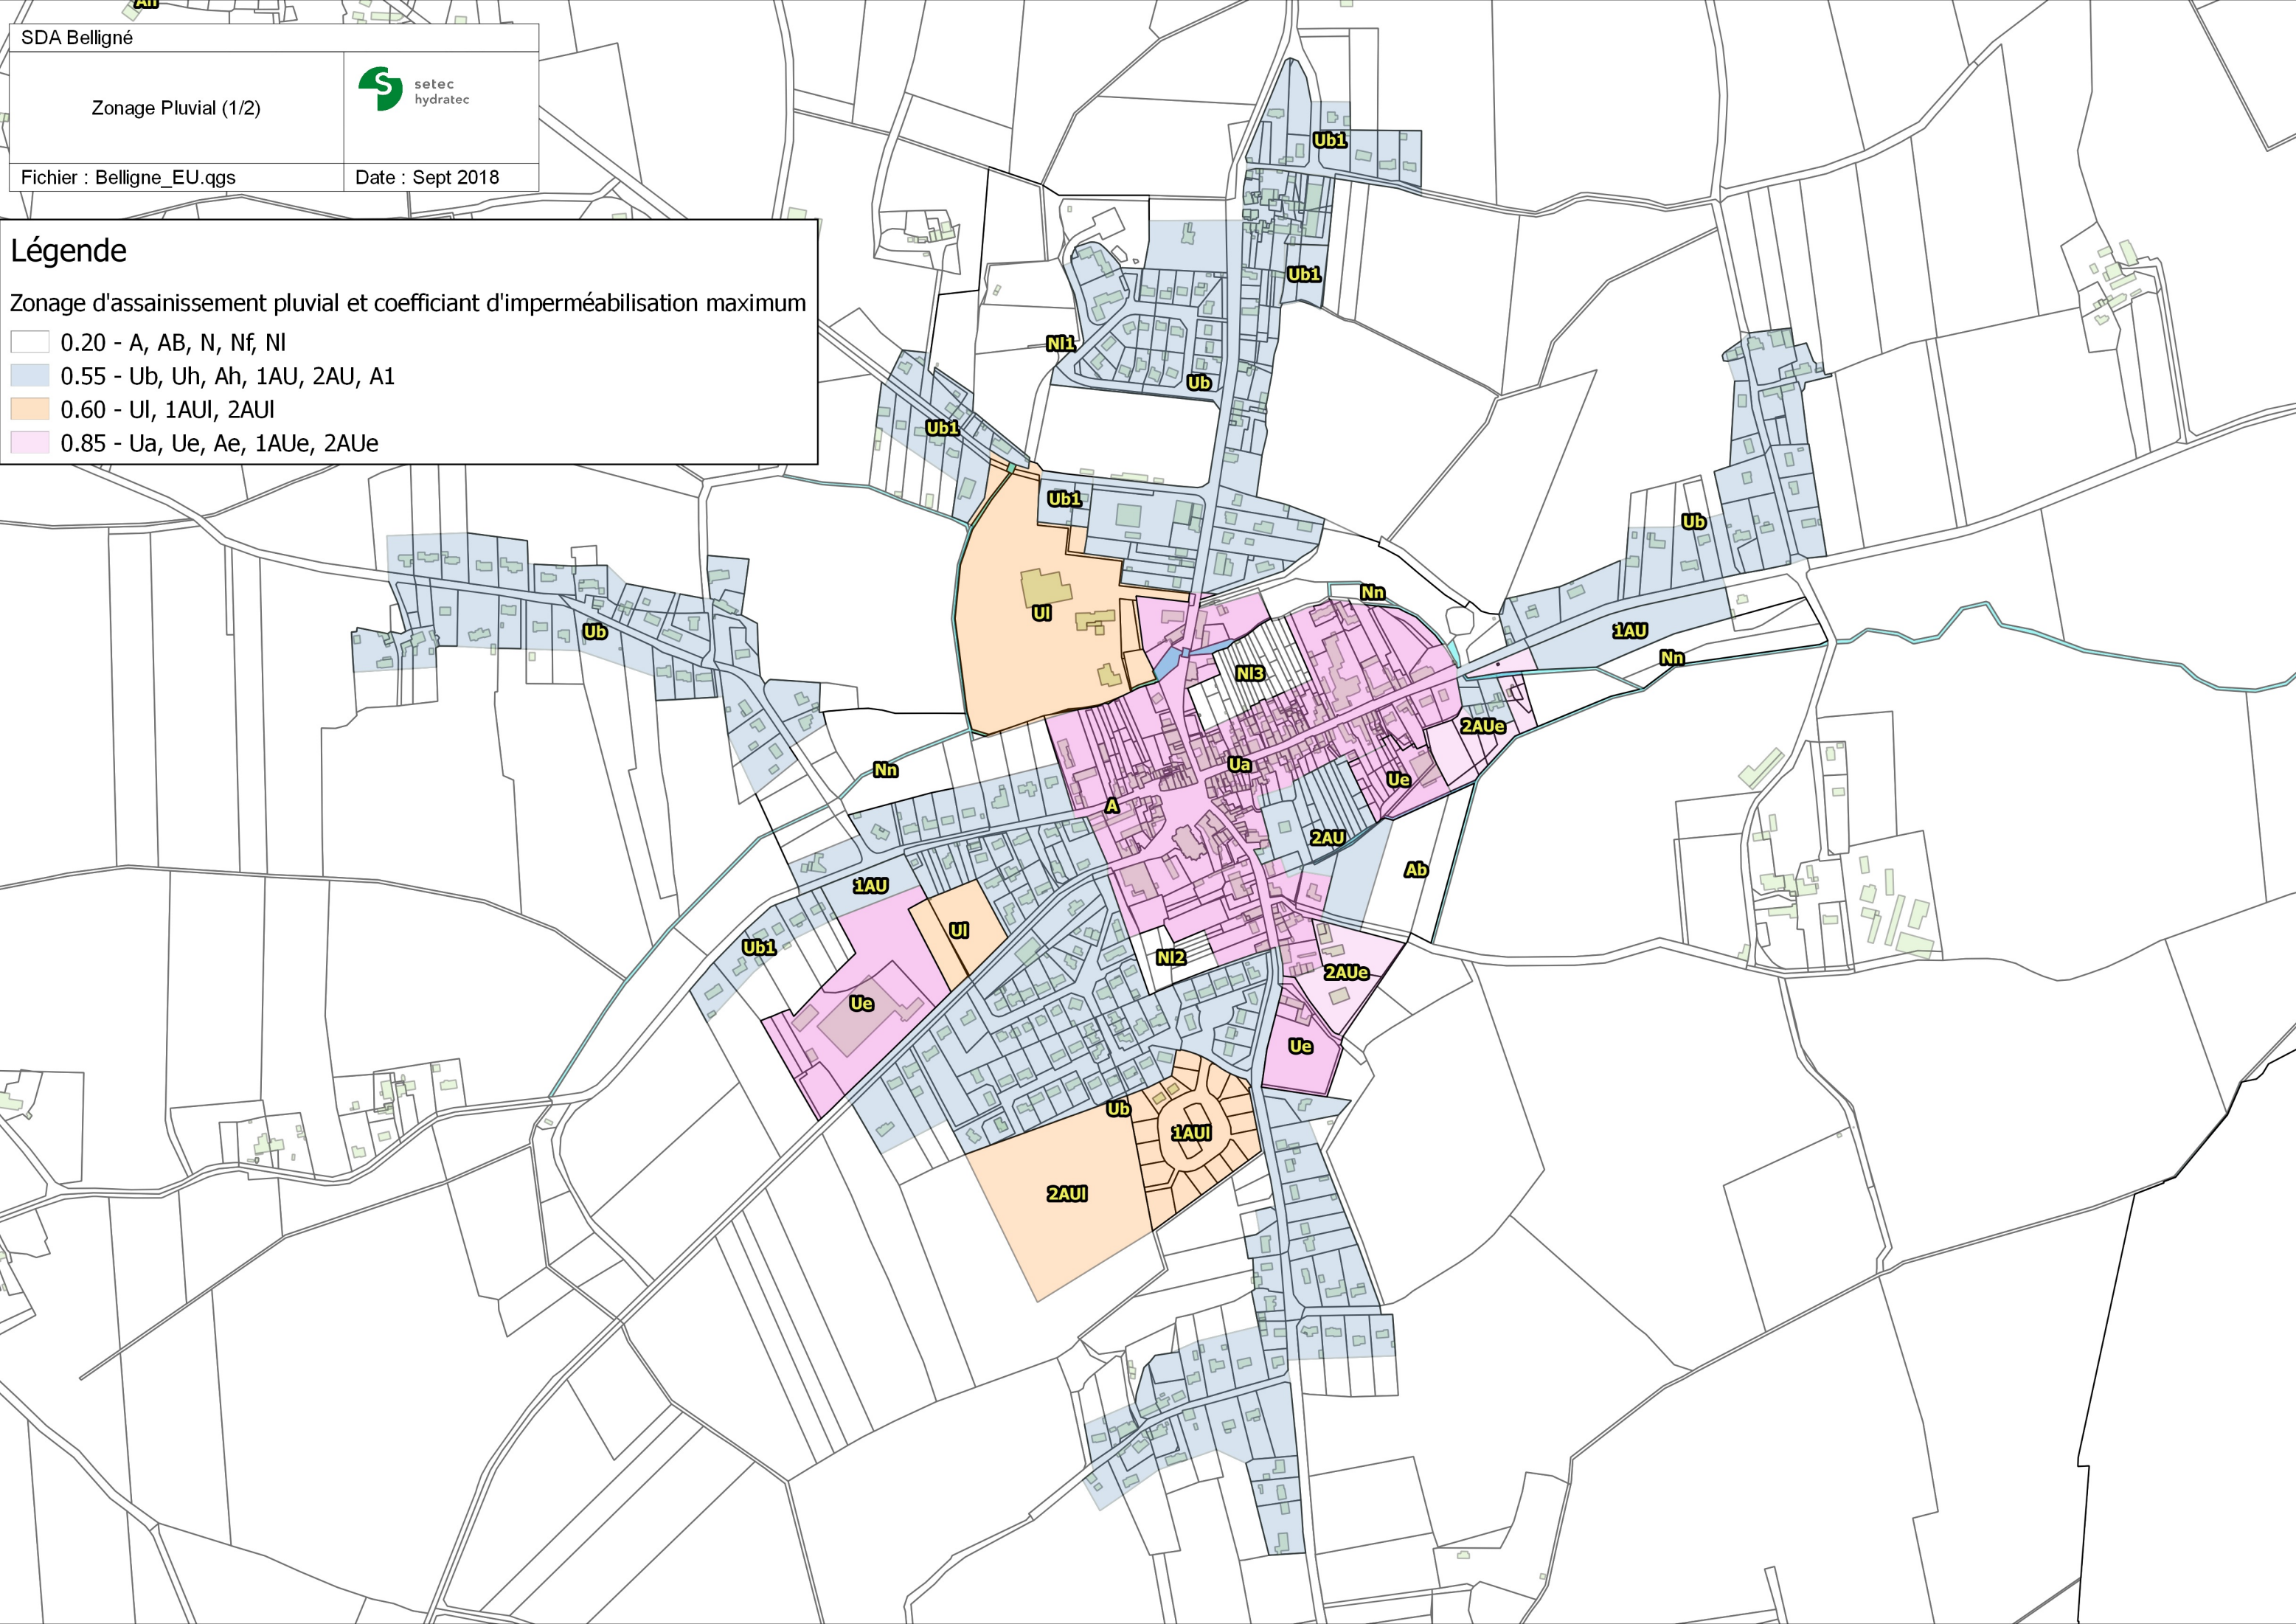 Ah
SDA Belligné
Zonage Pluvial (1/2)
setec
hydratec
Fichier : Belligne_EU.qgs
Date : Sept 2018
Légende
Zonage d'assainissement pluvial et coefficiant d'imperméabilisation maximum
0.20 - A, AB, N, Nf, Nl
0.55 - Ub, Uh, Ah, 1AU, 2AU, A1
0.60 - Ul, 1AUl, 2AUl
0.85 - Ua, Ue, Ae, 1AUe, 2AUe
Ub1
Ub1
Nl1
Ub
Ub1
Ub1
Ub
Nn
Ul
Ub
1AU
Nn
Nl3
2AUe
Ua
Nn
Ue
A
2AU
Ab
1AU
Ul
Ub1
Nl2
2AUe
Ue
Ue
Ub
1AUl
2AUl